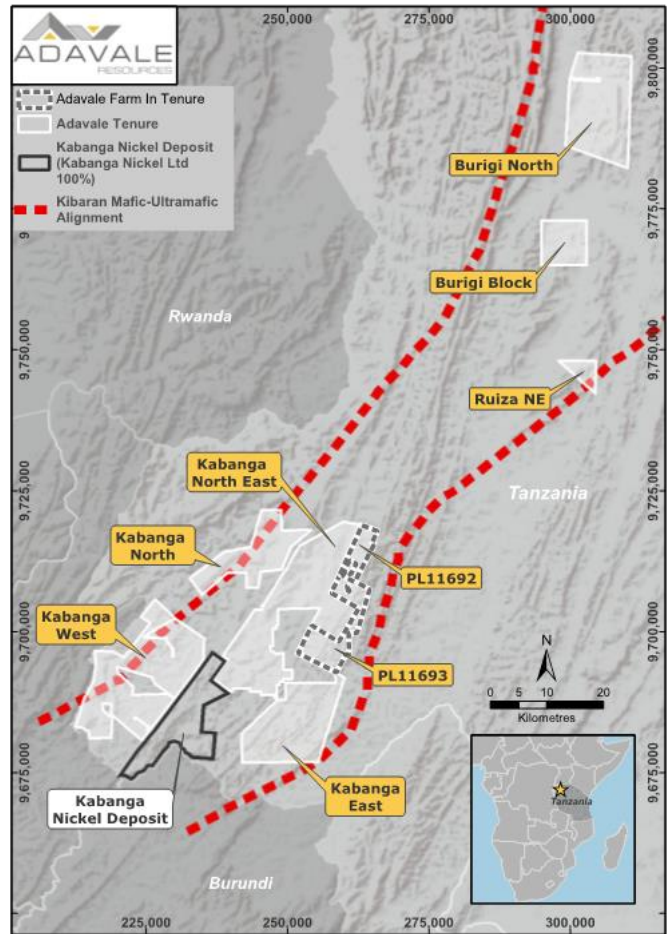 250,000
275,000
300,000
ADAVALE
RESOURCES
Adavale Farm In Tenure
Adavale Tenure
Kabanga Nickel Deposit
(Kabanga Nickel Ltd
100%)
Kibaran Mafic-Ultramafic
Alignment
9,800,000
Burigi North
9
9,775,000
Burigi Block
Rwanda
9,750,000
9,750,000
Ruiza NE
Kabanga
North East
9,725,000
9,725,000
Tanzania
Kabanga
North
PL11692
Kabanga
West
9,700,000
9,700,000
PL11693
N
0 5 10 20
Kilometres
9,675,000
9,675,000
Kabanga
East
Kabanga
Nickel Deposit
Tanzania
Burundi
225,000
250,000
275,000
300,000